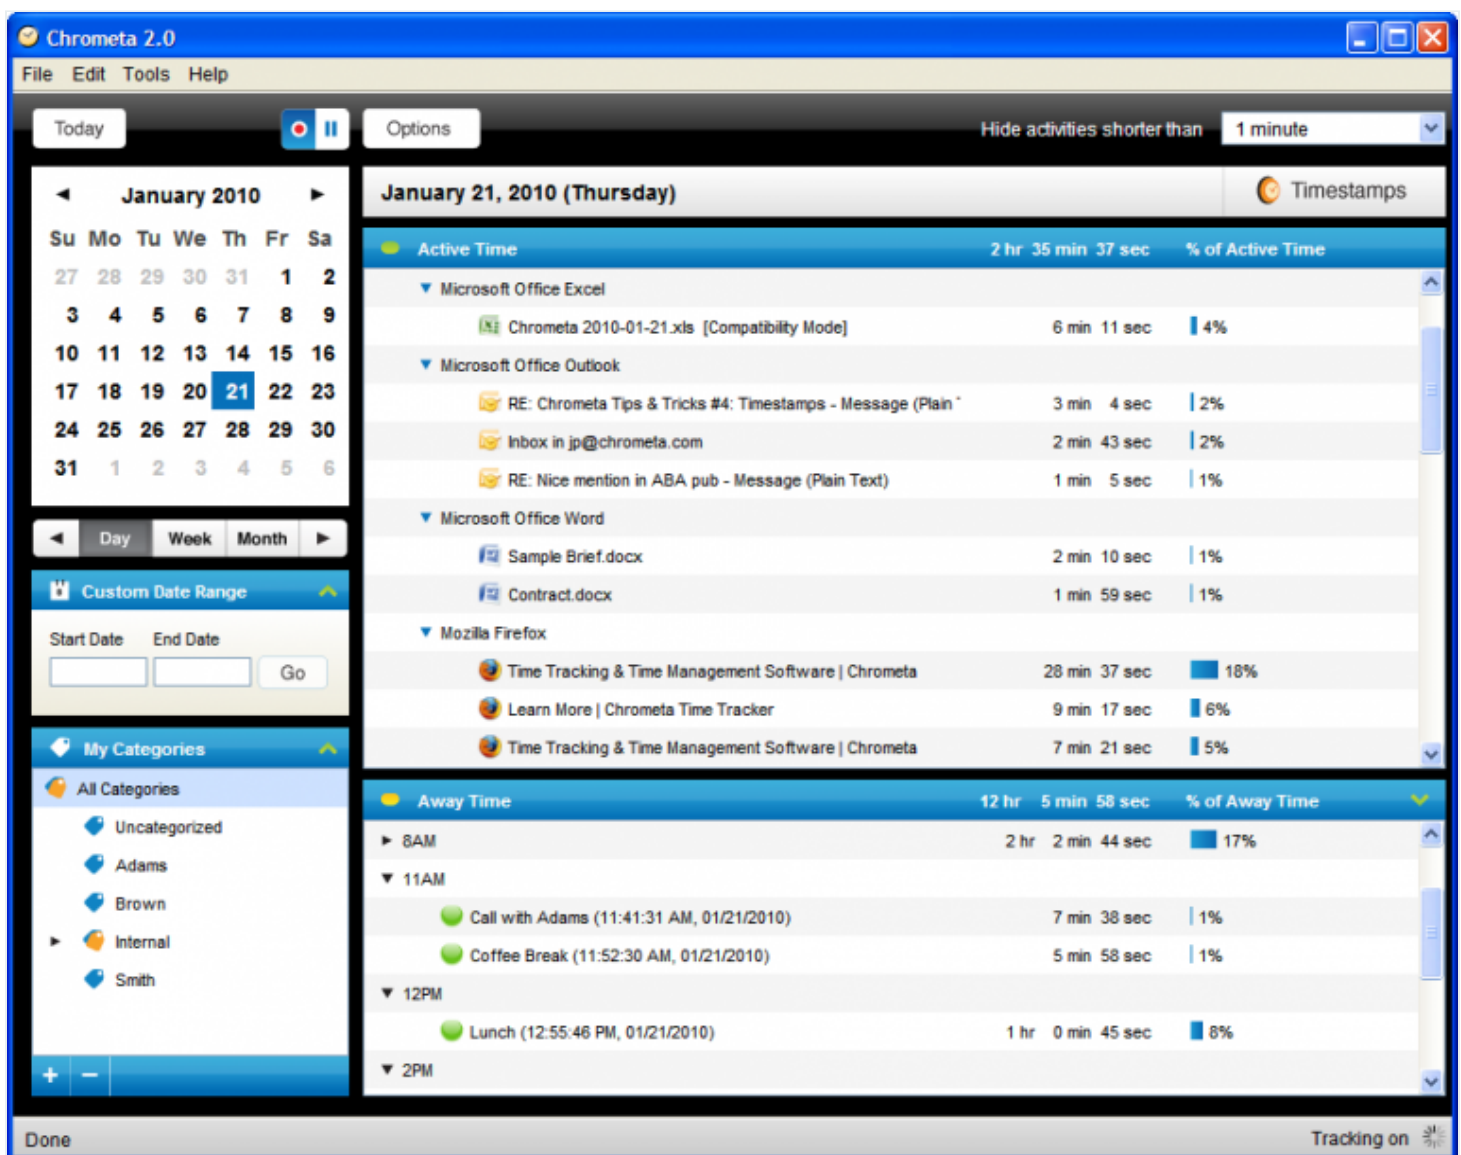 Chrometa 2.0
File Edit Tools Help
Today
Options
Hide activities shorter than 1 minute
January 2010
Su Mo Tu We Th Fr Sa
27 28 29 30 31 1 2
3 4 5 6 7 8 9
10 11 12 13 14 15 16
17 18 19 20 21 22 23
24 25 26 27 28 29 30
31 1 2 3 4 5 6
Day Week Month
Custom Date Range
Start Date End Date
Go
My Categories
All Categories
Uncategorized
Adams
Brown
Internal
Smith
+ −
January 21, 2010 (Thursday)
Timestamps
Active Time 2 hr 35 min 37 sec % of Active Time
Microsoft Office Excel
Chrometa 2010-01-21.xls [Compatibility Mode] 6 min 11 sec 4%
Microsoft Office Outlook
RE: Chrometa Tips & Tricks #4: Timestamps - Message (Plain 3 min 4 sec 2%
Inbox in jp@chrometa.com 2 min 43 sec 2%
RE: Nice mention in ABA pub - Message (Plain Text) 1 min 5 sec 1%
Microsoft Office Word
Sample Brief.docx 2 min 10 sec 1%
Contract.docx 1 min 59 sec 1%
Mozilla Firefox
Time Tracking & Time Management Software | Chrometa 28 min 37 sec 18%
Learn More | Chrometa Time Tracker 9 min 17 sec 6%
Time Tracking & Time Management Software | Chrometa 7 min 21 sec 5%
Away Time 12 hr 5 min 58 sec % of Away Time
8AM 2 hr 2 min 44 sec 17%
11AM
Call with Adams (11:41:31 AM, 01/21/2010) 7 min 38 sec 1%
Coffee Break (11:52:30 AM, 01/21/2010) 5 min 58 sec 1%
12PM
Lunch (12:55:46 PM, 01/21/2010) 1 hr 0 min 45 sec 8%
2PM
Done
Tracking on